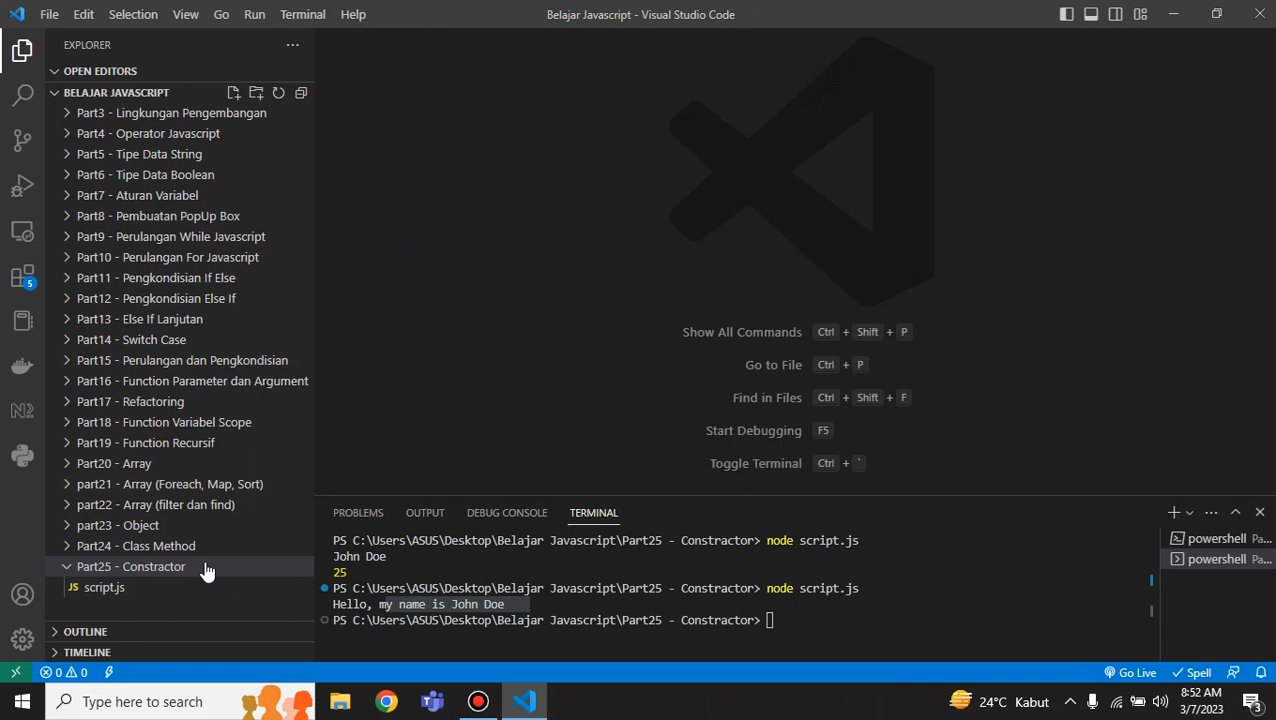 File Edit Selection View Go Run Terminal Help
Belajar Javascript - Visual Studio Code
EXPLORER
OPEN EDITORS
BELAJAR JAVASCRIPT
Part3 - Lingkungan Pengembangan
Part4 - Operator Javascript
Part5 - Tipe Data String
Part6 - Tipe Data Boolean
Part7 - Aturan Variabel
Part8 - Pembuatan PopUp Box
Part9 - Perulangan While Javascript
Part10 - Perulangan For Javascript
Part11 - Pengkondisian If Else
Part12 - Pengkondisian Else If
Part13 - Else If Lanjutan
Part14 - Switch Case
Part15 - Perulangan dan Pengkondisian
Part16 - Function Parameter dan Argument
Part17 - Refactoring
Part18 - Function Variabel Scope
Part19 - Function Recursif
Part20 - Array
part21 - Array (Foreach, Map, Sort)
part22 - Array (filter dan find)
part23 - Object
Part24 - Class Method
Part25 - Constractor
JS script.js
OUTLINE
TIMELINE
5
N2
Show All Commands Ctrl + Shift + P
Go to File Ctrl + P
Find in Files Ctrl + Shift + F
Start Debugging F5
Toggle Terminal Ctrl + `
PROBLEMS OUTPUT DEBUG CONSOLE TERMINAL
PS C:\Users\ASUS\Desktop\Belajar Javascript\Part25 - Constractor> node script.js
John Doe
25
PS C:\Users\ASUS\Desktop\Belajar Javascript\Part25 - Constractor> node script.js
Hello, my name is John Doe
PS C:\Users\ASUS\Desktop\Belajar Javascript\Part25 - Constractor>
powershell Pa...
powershell Pa...
0 0
Go Live
Spell
Type here to search
24°C Kabut
8:52 AM
3/7/2023
3